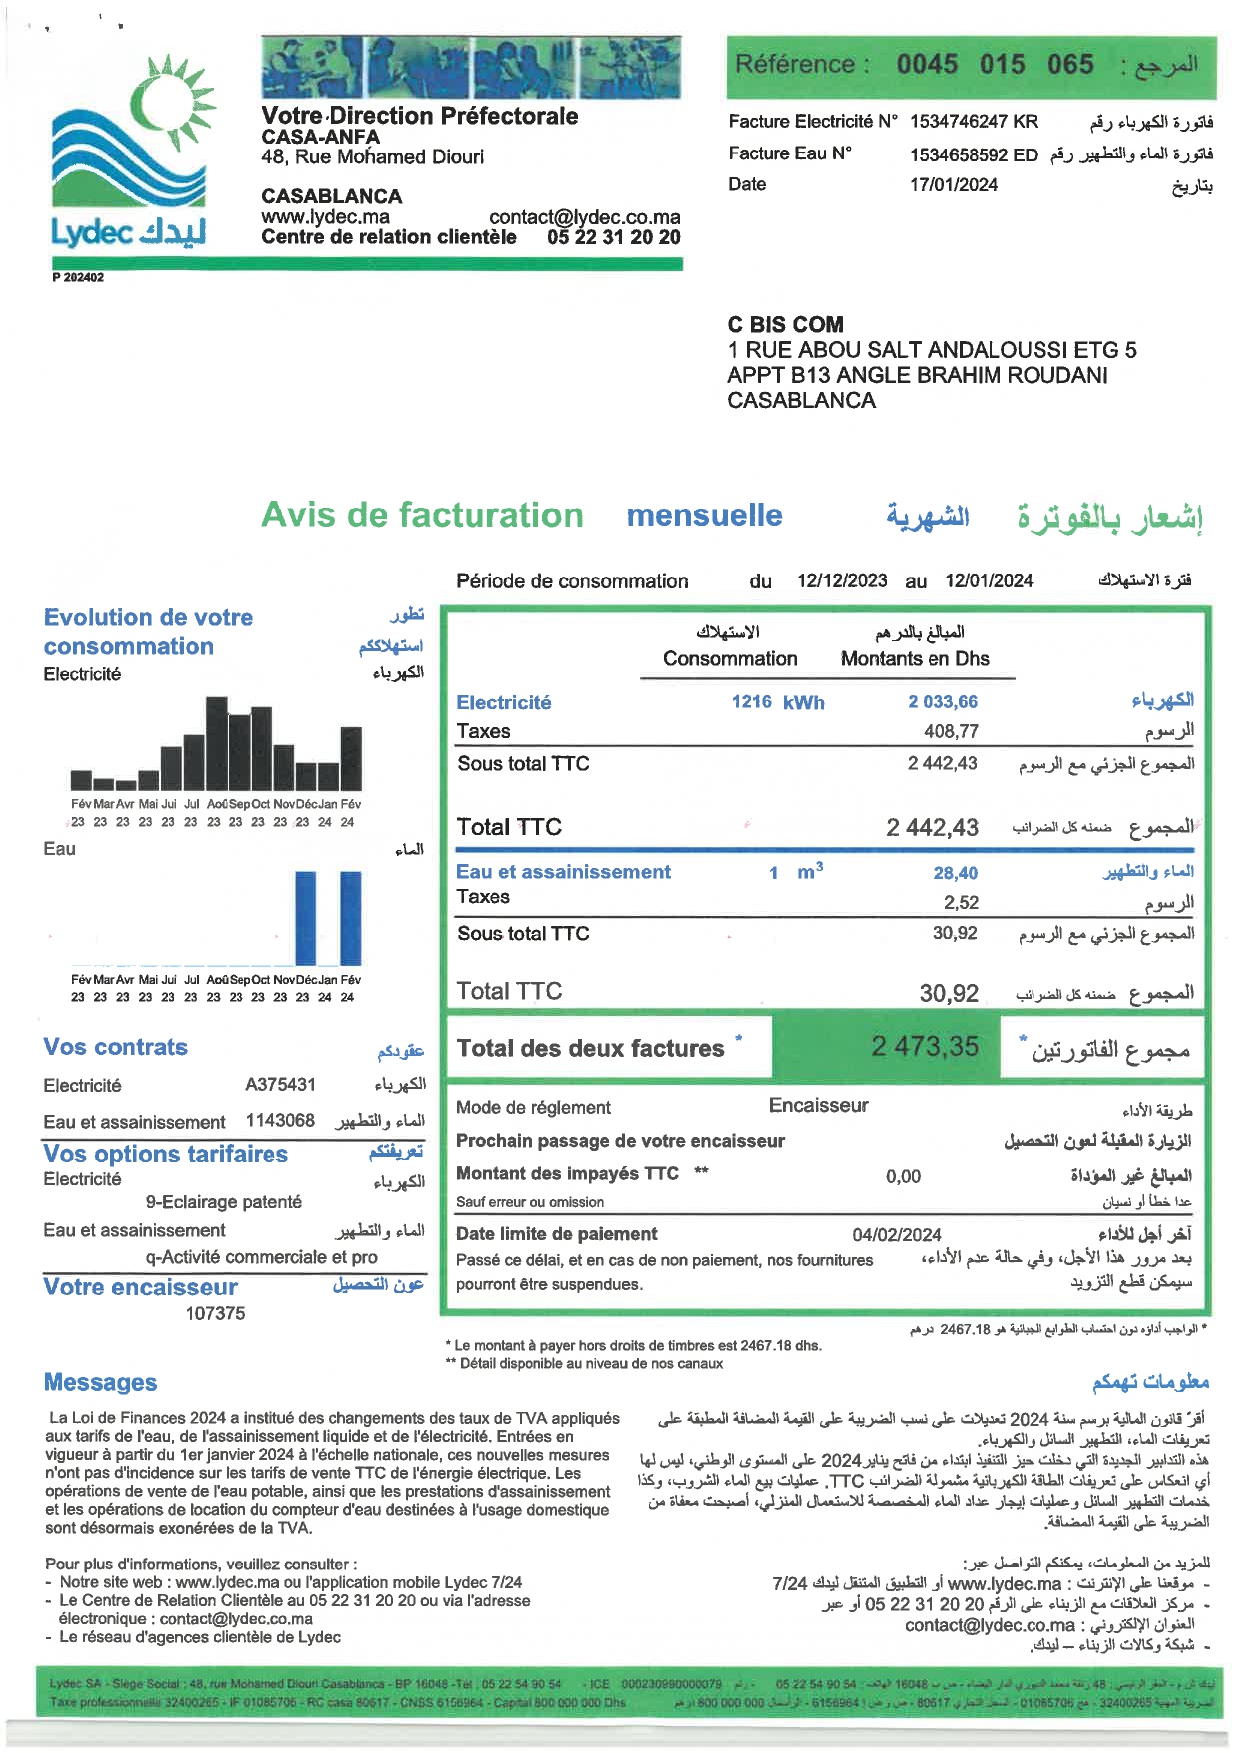 Lydec ليدك
P 202402
Votre Direction Préfectorale
CASA-ANFA
48, Rue Mohamed Diouri
CASABLANCA
www.lydec.ma contact@lydec.co.ma
Centre de relation clientèle 05 22 31 20 20
Référence : 0045 015 065 : المرجع
Facture Electricité N° 1534746247 KR فاتورة الكهرباء رقم
Facture Eau N° 1534658592 ED فاتورة الماء والتطهير رقم
Date 17/01/2024 بتاريخ
C BIS COM
1 RUE ABOU SALT ANDALOUSSI ETG 5
APPT B13 ANGLE BRAHIM ROUDANI
CASABLANCA
Avis de facturation mensuelle إشعار بالفوترة الشهرية
Période de consommation du 12/12/2023 au 12/01/2024 فترة الاستهلاك
Evolution de votre تطور
consommation استهلاككم
Electricité الكهرباء
Fév Mar Avr Mai Jui Jul Aoû Sep Oct Nov Déc Jan Fév
23 23 23 23 23 23 23 23 23 23 23 24 24
Eau الماء
Fév Mar Avr Mai Jui Jul Aoû Sep Oct Nov Déc Jan Fév
23 23 23 23 23 23 23 23 23 23 23 24 24
Vos contrats عقودكم
Electricité A375431 الكهرباء
Eau et assainissement 1143068 الماء والتطهير
Vos options tarifaires تعريفتكم
Electricité الكهرباء
9-Eclairage patenté
Eau et assainissement الماء والتطهير
q-Activité commerciale et pro
Votre encaisseur عون التحصيل
107375
الاستهلاك المبالغ بالدرهم
Consommation Montants en Dhs
Electricité 1216 kWh 2 033,66 الكهرباء
Taxes 408,77 الرسوم
Sous total TTC 2 442,43 المجموع الجزئي مع الرسوم
Total TTC 2 442,43 المجموع ضمنه كل الضرائب
Eau et assainissement 1 m³ 28,40 الماء والتطهير
Taxes 2,52 الرسوم
Sous total TTC 30,92 المجموع الجزئي مع الرسوم
Total TTC 30,92 المجموع ضمنه كل الضرائب
Total des deux factures * 2 473,35 مجموع الفاتورتين *
Mode de réglement Encaisseur طريقة الأداء
Prochain passage de votre encaisseur الزيارة المقبلة لعون التحصيل
Montant des impayés TTC ** 0,00 المبالغ غير المؤداة
Sauf erreur ou omission عدا خطأ أو نسيان
Date limite de paiement 04/02/2024 آخر أجل للأداء
Passé ce délai, et en cas de non paiement, nos fournitures بعد مرور هذا الأجل، وفي حالة عدم الأداء،
pourront être suspendues. سيمكن قطع التزويد
* الواجب أداؤه دون احتساب الطوابع الجبائية هو 2467.18 درهم
* Le montant à payer hors droits de timbres est 2467.18 dhs.
** Détail disponible au niveau de nos canaux
Messages
La Loi de Finances 2024 a institué des changements des taux de TVA appliqués
aux tarifs de l'eau, de l'assainissement liquide et de l'électricité. Entrées en
vigueur à partir du 1er janvier 2024 à l'échelle nationale, ces nouvelles mesures
n'ont pas d'incidence sur les tarifs de vente TTC de l'énergie électrique. Les
opérations de vente de l'eau potable, ainsi que les prestations d'assainissement
et les opérations de location du compteur d'eau destinées à l'usage domestique
sont désormais exonérées de la TVA.
Pour plus d'informations, veuillez consulter :
- Notre site web : www.lydec.ma ou l'application mobile Lydec 7/24
- Le Centre de Relation Clientèle au 05 22 31 20 20 ou via l'adresse
électronique : contact@lydec.co.ma
- Le réseau d'agences clientèle de Lydec
معلومات تهمكم
أقرّ قانون المالية برسم سنة 2024 تعديلات على نسب الضريبة على القيمة المضافة المطبقة على
تعريفات الماء، التطهير السائل والكهرباء.
هذه التدابير الجديدة التي دخلت حيز التنفيذ ابتداء من فاتح يناير2024 على المستوى الوطني، ليس لها
أي انعكاس على تعريفات الطاقة الكهربائية مشمولة الضرائب TTC. عمليات بيع الماء الشروب، وكذا
خدمات التطهير السائل وعمليات إيجار عداد الماء المخصصة للاستعمال المنزلي، أصبحت معفاة من
الضريبة على القيمة المضافة.
للمزيد من المعلومات، يمكنكم التواصل عبر:
- موقعنا على الإنترنت : www.lydec.ma أو التطبيق المتنقل ليدك 7/24
- مركز العلاقات مع الزبناء على الرقم 20 20 31 22 05 أو عبر
العنوان الإلكتروني : contact@lydec.co.ma
- شبكة وكالات الزبناء – ليدك.
Lydec SA - Siège Social : 48, rue Mohamed Diouri Casablanca - BP 16048 -Tél : 05 22 54 90 54 - ICE 000230990000079
Taxe professionnelle 32400265 - IF 01085706 - RC casa 80617 - CNSS 6156964 - Capital 800 000 000 Dhs